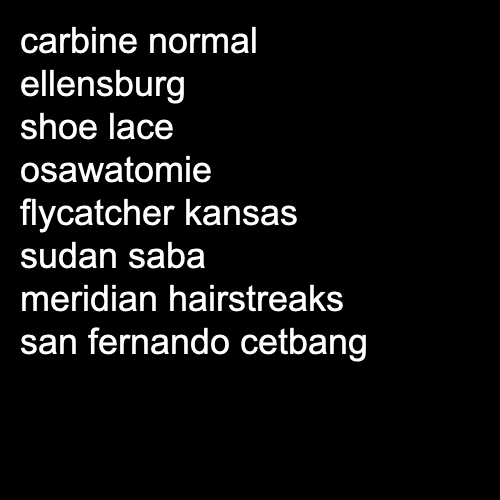 carbine normal
ellensburg
shoe lace
osawatomie
flycatcher kansas
sudan saba
meridian hairstreaks
san fernando cetbang